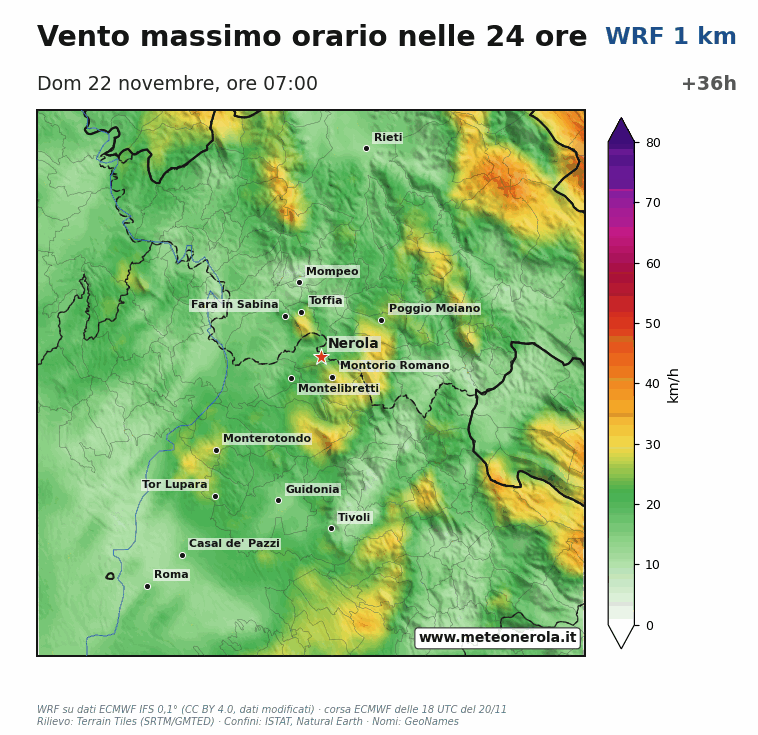 Vento massimo orario nelle 24 ore WRF 1 km
Dom 22 novembre, ore 07:00 +36h
Rieti
Mompeo
Fara in Sabina
Toffia
Poggio Moiano
Nerola
Montorio Romano
Montelibretti
Monterotondo
Tor Lupara
Guidonia
Tivoli
Casal de' Pazzi
Roma
www.meteonerola.it
80
70
60
50
40
30
20
10
0
km/h
WRF su dati ECMWF IFS 0,1° (CC BY 4.0, dati modificati) · corsa ECMWF delle 18 UTC del 20/11
Rilievo: Terrain Tiles (SRTM/GMTED) · Confini: ISTAT, Natural Earth · Nomi: GeoNames